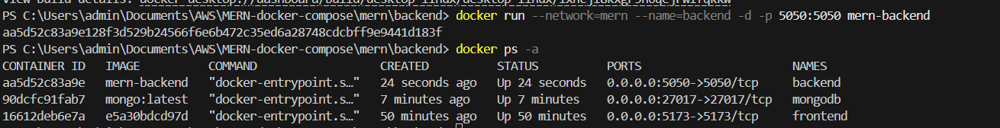 View build details: docker-desktop://dashboard/build/desktop-linux/desktop-linux/
PS C:\Users\admin\Documents\AWS\MERN-docker-compose\mern\backend> docker run --network=mern --name=backend -d -p 5050:5050 mern-backend
aa5d52c83a9e128f3d529b24566f6e6b472c35ed6a28748cdcbff9e9441d183f
PS C:\Users\admin\Documents\AWS\MERN-docker-compose\mern\backend> docker ps -a
CONTAINER ID IMAGE COMMAND CREATED STATUS PORTS NAMES
aa5d52c83a9e mern-backend "docker-entrypoint.s…" 24 seconds ago Up 24 seconds 0.0.0.0:5050->5050/tcp backend
90dcfc91fab7 mongo:latest "docker-entrypoint.s…" 7 minutes ago Up 7 minutes 0.0.0.0:27017->27017/tcp mongodb
16612deb6e7a e5a30bdcd97d "docker-entrypoint.s…" 50 minutes ago Up 50 minutes 0.0.0.0:5173->5173/tcp frontend